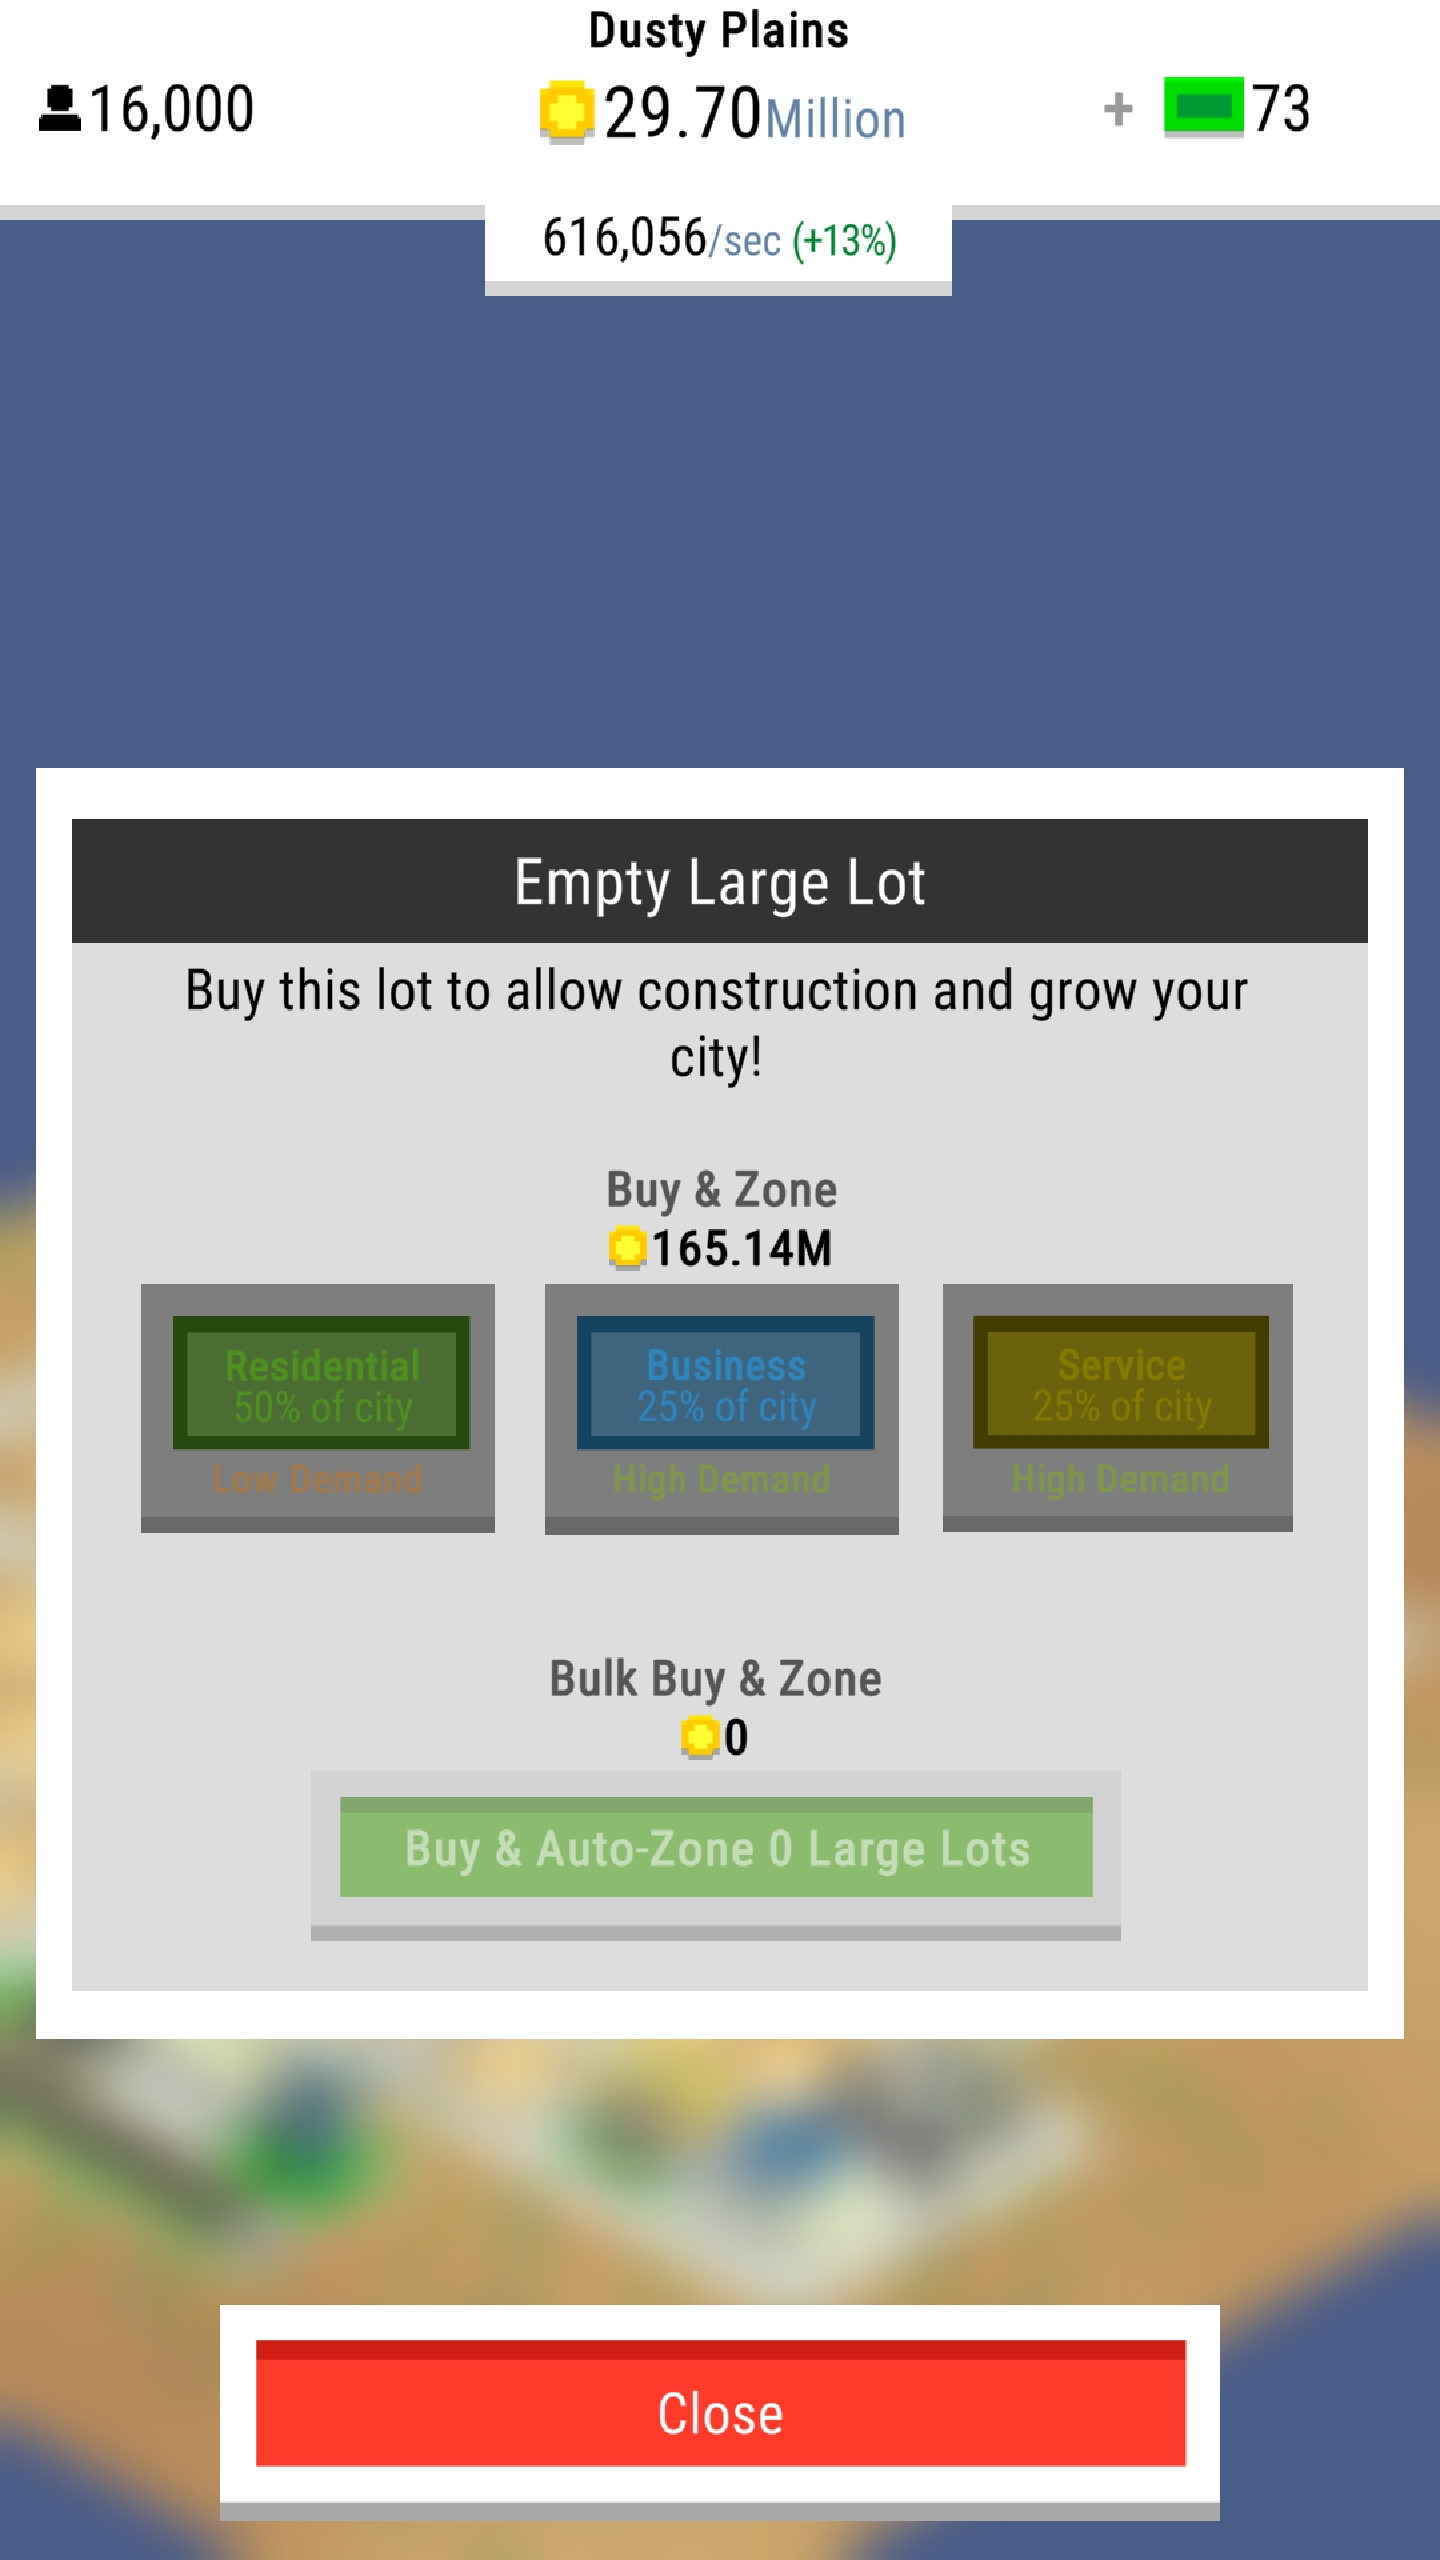 Dusty Plains
16,000
29.70Million
+ 73
616,056/sec (+13%)
Empty Large Lot
Buy this lot to allow construction and grow your
city!
Buy & Zone
165.14M
Residential
50% of city
Low Demand
Business
25% of city
High Demand
Service
25% of city
High Demand
Bulk Buy & Zone
0
Buy & Auto-Zone 0 Large Lots
Close